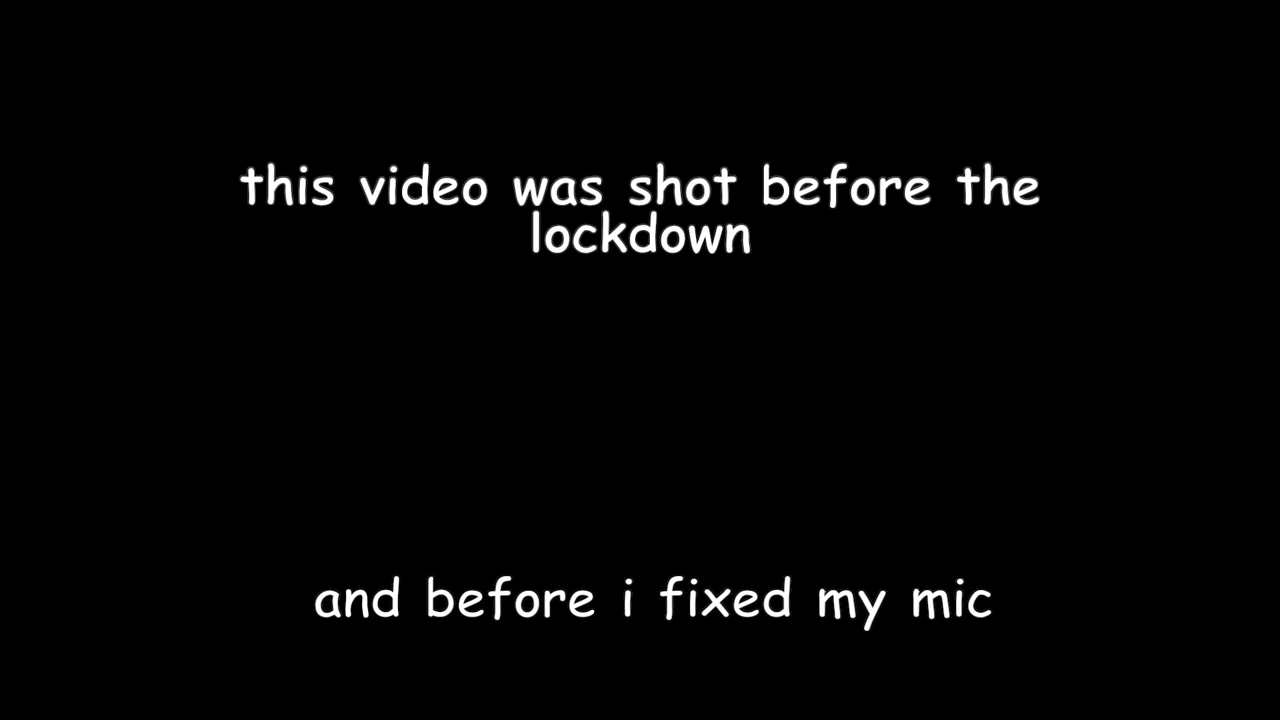 this video was shot before the
lockdown
and before i fixed my mic